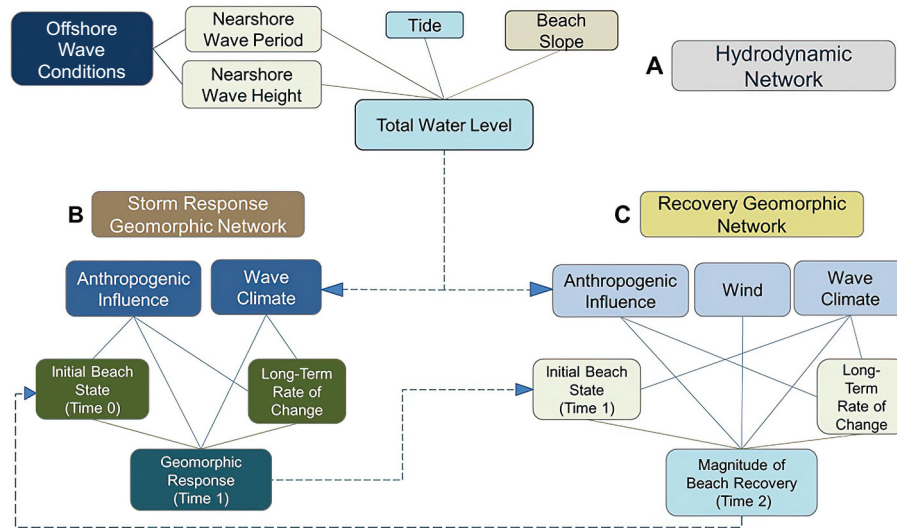 Offshore
Wave
Conditions
Nearshore
Wave Period
Nearshore
Wave Height
Tide
Beach
Slope
Total Water Level
A
Hydrodynamic
Network
B
Storm Response
Geomorphic Network
Anthropogenic
Influence
Wave
Climate
Initial Beach
State
(Time 0)
Long-Term
Rate of
Change
Geomorphic
Response
(Time 1)
C
Recovery Geomorphic
Network
Anthropogenic
Influence
Wind
Wave
Climate
Initial Beach
State
(Time 1)
Long-
Term
Rate of
Change
Magnitude of
Beach Recovery
(Time 2)